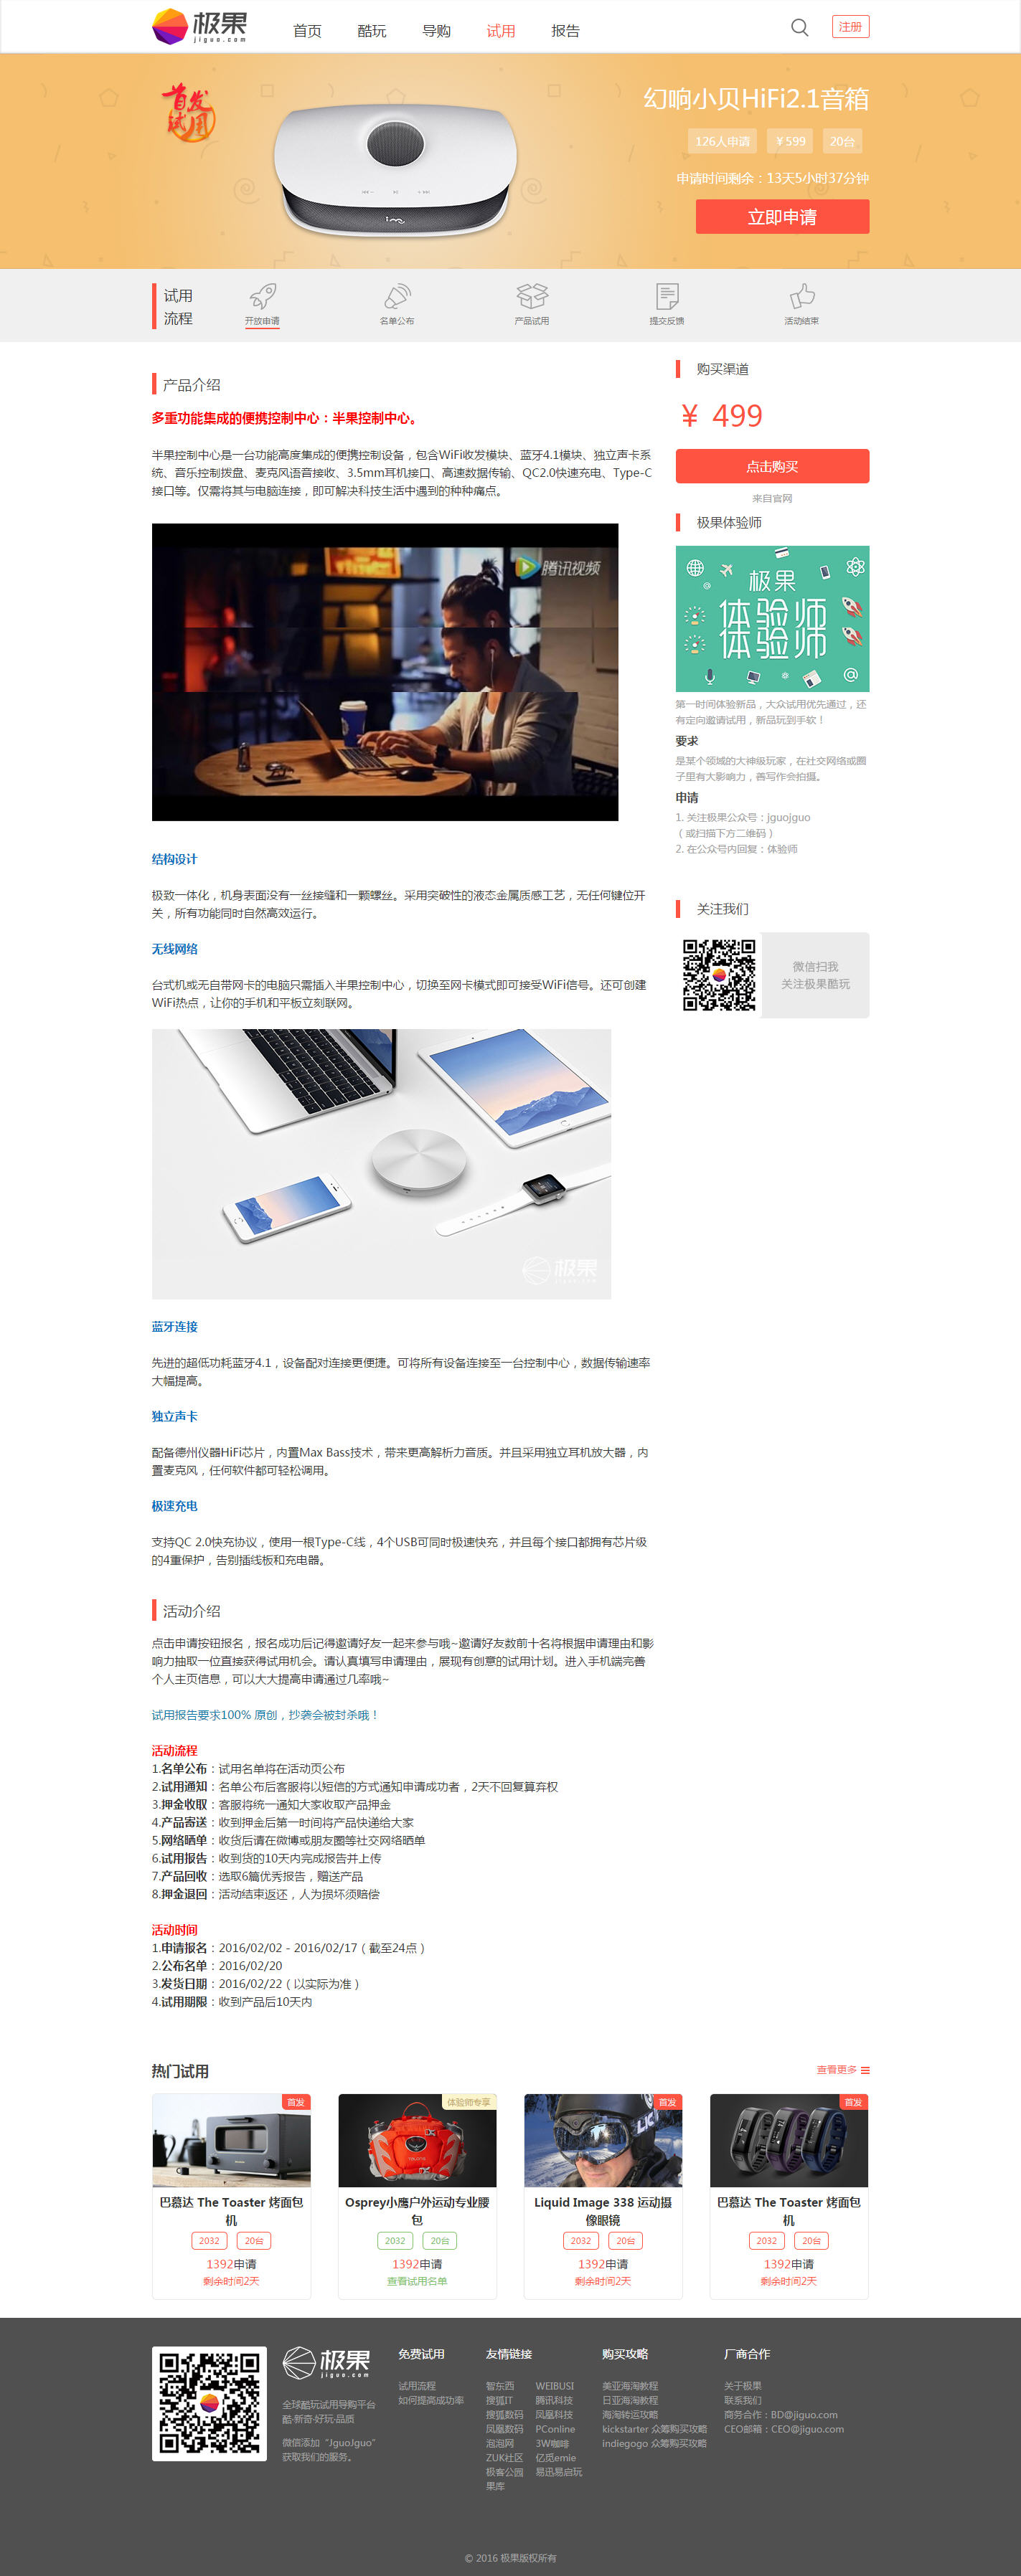 极果
jiguo.com
首页 酷玩 导购 试用 报告
注册
首发
试用
幻响小贝HiFi2.1音箱
126人申请 ¥599 20台
申请时间剩余：13天5小时37分钟
立即申请
试用
流程
开放申请 名单公布 产品试用 提交反馈 活动结束
产品介绍
多重功能集成的便携控制中心：半果控制中心。
半果控制中心是一台功能高度集成的便携控制设备，包含WiFi收发模块、蓝牙4.1模块、独立声卡系
统、音乐控制拨盘、麦克风语音接收、3.5mm耳机接口、高速数据传输、QC2.0快速充电、Type-C
接口等。仅需将其与电脑连接，即可解决科技生活中遇到的种种痛点。
腾讯视频
结构设计
极致一体化，机身表面没有一丝接缝和一颗螺丝。采用突破性的液态金属质感工艺，无任何键位开
关，所有功能同时自然高效运行。
无线网络
台式机或无自带网卡的电脑只需插入半果控制中心，切换至网卡模式即可接受WiFi信号。还可创建
WiFi热点，让你的手机和平板立刻联网。
极果
蓝牙连接
先进的超低功耗蓝牙4.1，设备配对连接更便捷。可将所有设备连接至一台控制中心，数据传输速率
大幅提高。
独立声卡
配备德州仪器HiFi芯片，内置Max Bass技术，带来更高解析力音质。并且采用独立耳机放大器，内
置麦克风，任何软件都可轻松调用。
极速充电
支持QC 2.0快充协议，使用一根Type-C线，4个USB可同时极速快充，并且每个接口都拥有芯片级
的4重保护，告别插线板和充电器。
活动介绍
点击申请按钮报名，报名成功后记得邀请好友一起来参与哦~邀请好友数前十名将根据申请理由和影
响力抽取一位直接获得试用机会。请认真填写申请理由，展现有创意的试用计划。进入手机端完善
个人主页信息，可以大大提高申请通过几率哦~
试用报告要求100% 原创，抄袭会被封杀哦！
活动流程
1.名单公布：试用名单将在活动页公布
2.试用通知：名单公布后客服将以短信的方式通知申请成功者，2天不回复算弃权
3.押金收取：客服将统一通知大家收取产品押金
4.产品寄送：收到押金后第一时间将产品快递给大家
5.网络晒单：收货后请在微博或朋友圈等社交网络晒单
6.试用报告：收到货的10天内完成报告并上传
7.产品回收：选取6篇优秀报告，赠送产品
8.押金退回：活动结束返还，人为损坏须赔偿
活动时间
1.申请报名：2016/02/02 - 2016/02/17（截至24点）
2.公布名单：2016/02/20
3.发货日期：2016/02/22（以实际为准）
4.试用期限：收到产品后10天内
购买渠道
¥ 499
点击购买
来自官网
极果体验师
极果
体验师
体验师
第一时间体验新品，大众试用优先通过，还
有定向邀请试用，新品玩到手软！
要求
是某个领域的大神级玩家，在社交网络或圈
子里有大影响力，善写作会拍摄。
申请
1. 关注极果公众号：jguojguo
（或扫描下方二维码）
2. 在公众号内回复：体验师
关注我们
微信扫我
关注极果酷玩
热门试用
查看更多
首发 体验师专享 首发 首发
巴慕达 The Toaster 烤面包
机
2032 20台
1392申请
剩余时间2天
Osprey小鹰户外运动专业腰
包
2032 20台
1392申请
查看试用名单
Liquid Image 338 运动摄
像眼镜
2032 20台
1392申请
剩余时间2天
巴慕达 The Toaster 烤面包
机
2032 20台
1392申请
剩余时间2天
极果
jiguo.com
全球酷玩试用导购平台
酷·新奇·好玩·品质
微信添加“JguoJguo”
获取我们的服务。
免费试用
试用流程
如何提高成功率
友情链接
智东西 WEIBUSI
搜狐IT 腾讯科技
搜狐数码 凤凰科技
凤凰数码 PConline
泡泡网 3W咖啡
ZUK社区 亿觅emie
极客公园 易迅易启玩
果库
购买攻略
美亚海淘教程
日亚海淘教程
海淘转运攻略
kickstarter 众筹购买攻略
indiegogo 众筹购买攻略
厂商合作
关于极果
联系我们
商务合作：BD@jiguo.com
CEO邮箱：CEO@jiguo.com
© 2016 极果版权所有